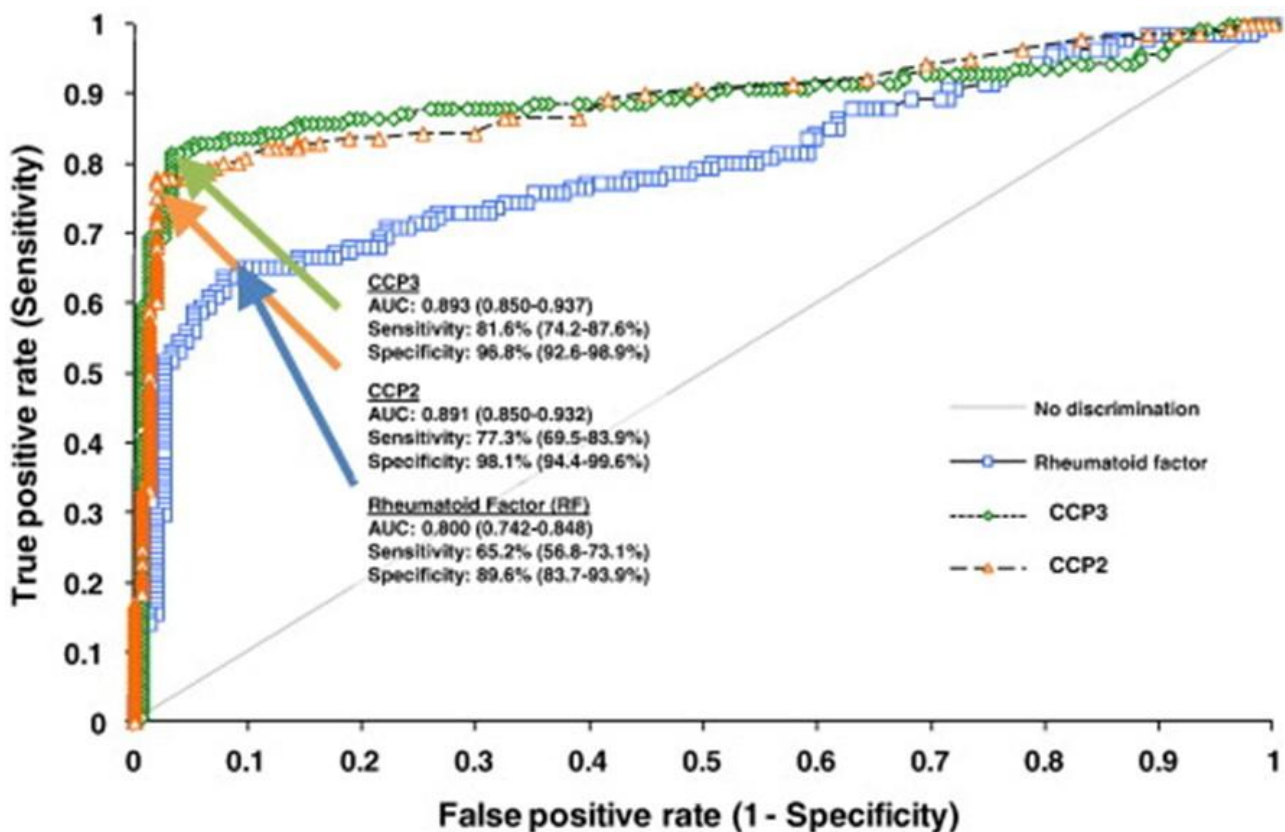 True positive rate (Sensitivity)
1
0.9
0.8
0.7
0.6
0.5
0.4
0.3
0.2
0.1
0
CCP3
AUC: 0.893 (0.850-0.937)
Sensitivity: 81.6% (74.2-87.6%)
Specificity: 96.8% (92.6-98.9%)
CCP2
AUC: 0.891 (0.850-0.932)
Sensitivity: 77.3% (69.5-83.9%)
Specificity: 98.1% (94.4-99.6%)
Rheumatoid Factor (RF)
AUC: 0.800 (0.742-0.848)
Sensitivity: 65.2% (56.8-73.1%)
Specificity: 89.6% (83.7-93.9%)
No discrimination
Rheumatoid factor
CCP3
CCP2
0 0.1 0.2 0.3 0.4 0.5 0.6 0.7 0.8 0.9 1
False positive rate (1 - Specificity)